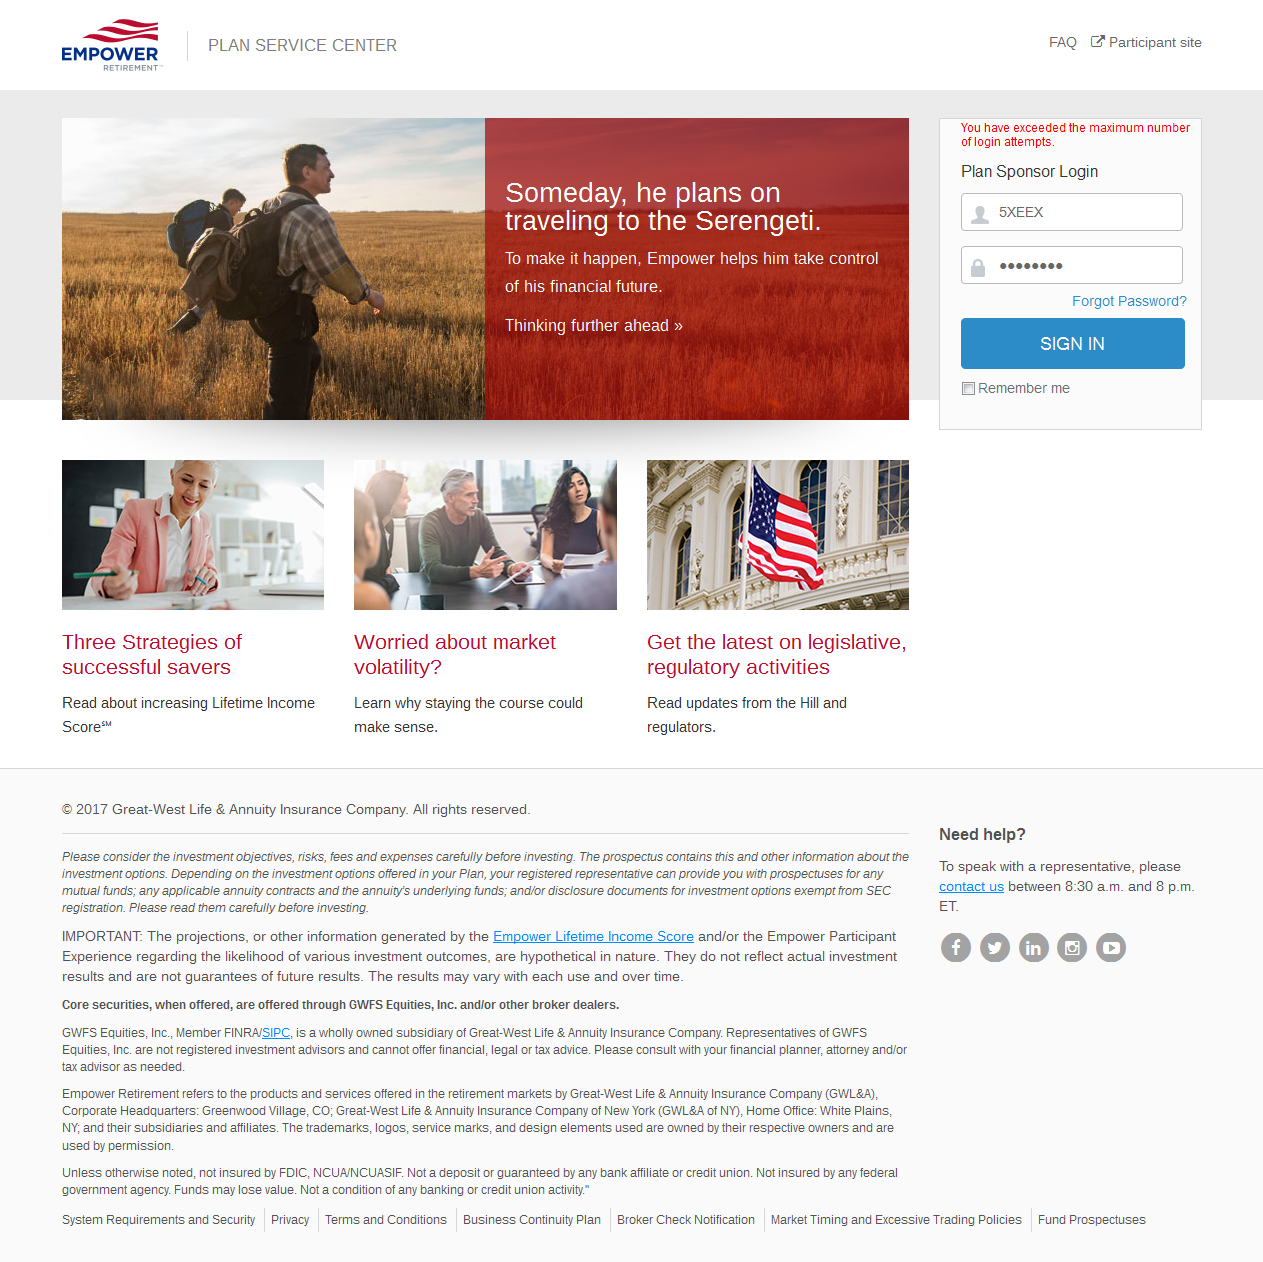 EMPOWER
RETIREMENT™
PLAN SERVICE CENTER
FAQ
Participant site
Someday, he plans on
traveling to the Serengeti.
To make it happen, Empower helps him take control
of his financial future.
Thinking further ahead »
You have exceeded the maximum number
of login attempts.
Plan Sponsor Login
5XEEX
●●●●●●●●
Forgot Password?
SIGN IN
Remember me
Three Strategies of
successful savers
Read about increasing Lifetime Income
Score℠
Worried about market
volatility?
Learn why staying the course could
make sense.
Get the latest on legislative,
regulatory activities
Read updates from the Hill and
regulators.
© 2017 Great-West Life & Annuity Insurance Company. All rights reserved.
Please consider the investment objectives, risks, fees and expenses carefully before investing. The prospectus contains this and other information about the
investment options. Depending on the investment options offered in your Plan, your registered representative can provide you with prospectuses for any
mutual funds; any applicable annuity contracts and the annuity's underlying funds; and/or disclosure documents for investment options exempt from SEC
registration. Please read them carefully before investing.
IMPORTANT: The projections, or other information generated by the Empower Lifetime Income Score and/or the Empower Participant
Experience regarding the likelihood of various investment outcomes, are hypothetical in nature. They do not reflect actual investment
results and are not guarantees of future results. The results may vary with each use and over time.
Core securities, when offered, are offered through GWFS Equities, Inc. and/or other broker dealers.
GWFS Equities, Inc., Member FINRA/SIPC, is a wholly owned subsidiary of Great-West Life & Annuity Insurance Company. Representatives of GWFS
Equities, Inc. are not registered investment advisors and cannot offer financial, legal or tax advice. Please consult with your financial planner, attorney and/or
tax advisor as needed.
Empower Retirement refers to the products and services offered in the retirement markets by Great-West Life & Annuity Insurance Company (GWL&A),
Corporate Headquarters: Greenwood Village, CO; Great-West Life & Annuity Insurance Company of New York (GWL&A of NY), Home Office: White Plains,
NY; and their subsidiaries and affiliates. The trademarks, logos, service marks, and design elements used are owned by their respective owners and are
used by permission.
Unless otherwise noted, not insured by FDIC, NCUA/NCUASIF. Not a deposit or guaranteed by any bank affiliate or credit union. Not insured by any federal
government agency. Funds may lose value. Not a condition of any banking or credit union activity."
Need help?
To speak with a representative, please
contact us between 8:30 a.m. and 8 p.m.
ET.
System Requirements and Security
Privacy
Terms and Conditions
Business Continuity Plan
Broker Check Notification
Market Timing and Excessive Trading Policies
Fund Prospectuses